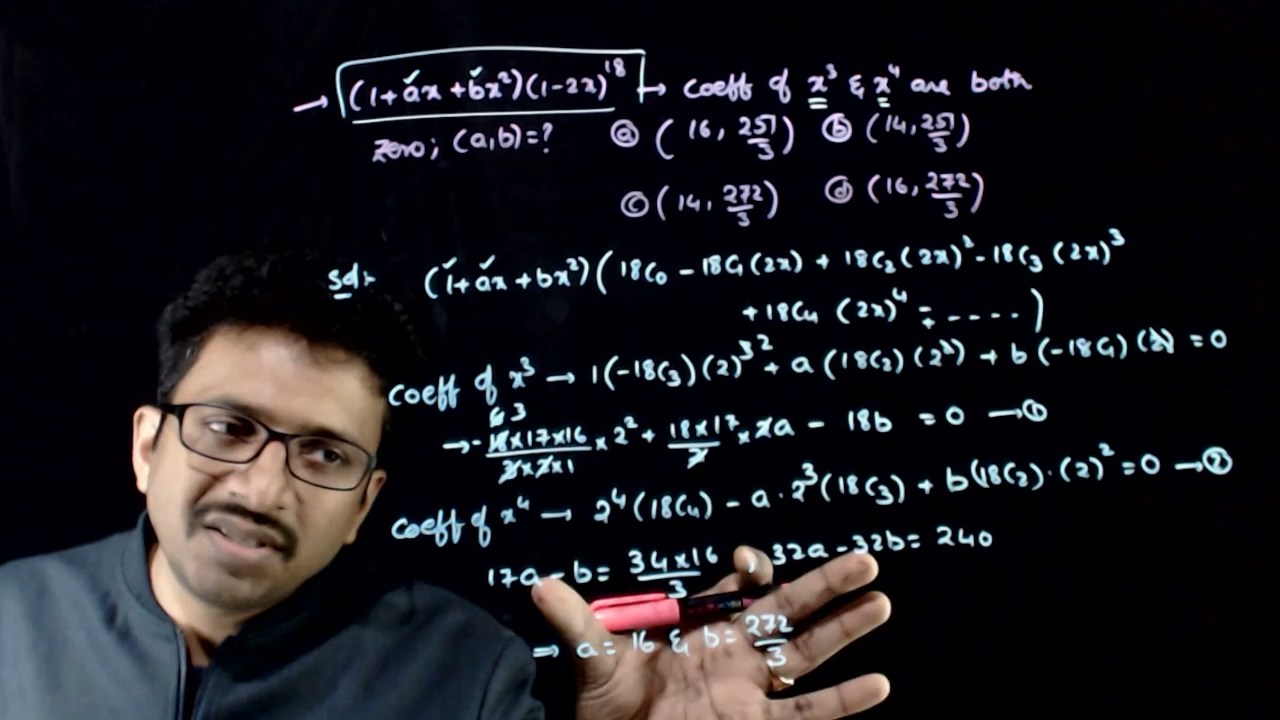 → (1+ax+bx²)(1-2x)¹⁸ → coeff of x³ & x⁴ are both
zero; (a,b)=? ⓐ (16, 251/3) ⓑ (14, 251/3)
ⓒ (14, 272/3) ⓓ (16, 272/3)
Sol:- (1+ax+bx²)(18C₀ - 18C₁(2x) + 18C₂(2x)² - 18C₃(2x)³
+18C₄ (2x)⁴ - ....)
coeff of x³ → 1(-18C₃)(2)³ ² + a(18C₂)(2²) + b(-18C₁)(2) = 0
→ - 18×17×16/3×2×1 × 2² + 18×17/2 × 2a - 18b = 0 → ①
coeff of x⁴ → 2⁴(18C₄) - a·2³(18C₃) + b(18C₂)·(2)² = 0 → ②
17a - b = 34×16/3 , 32a - 32b = 240
⇒ a = 16 & b = 272/3